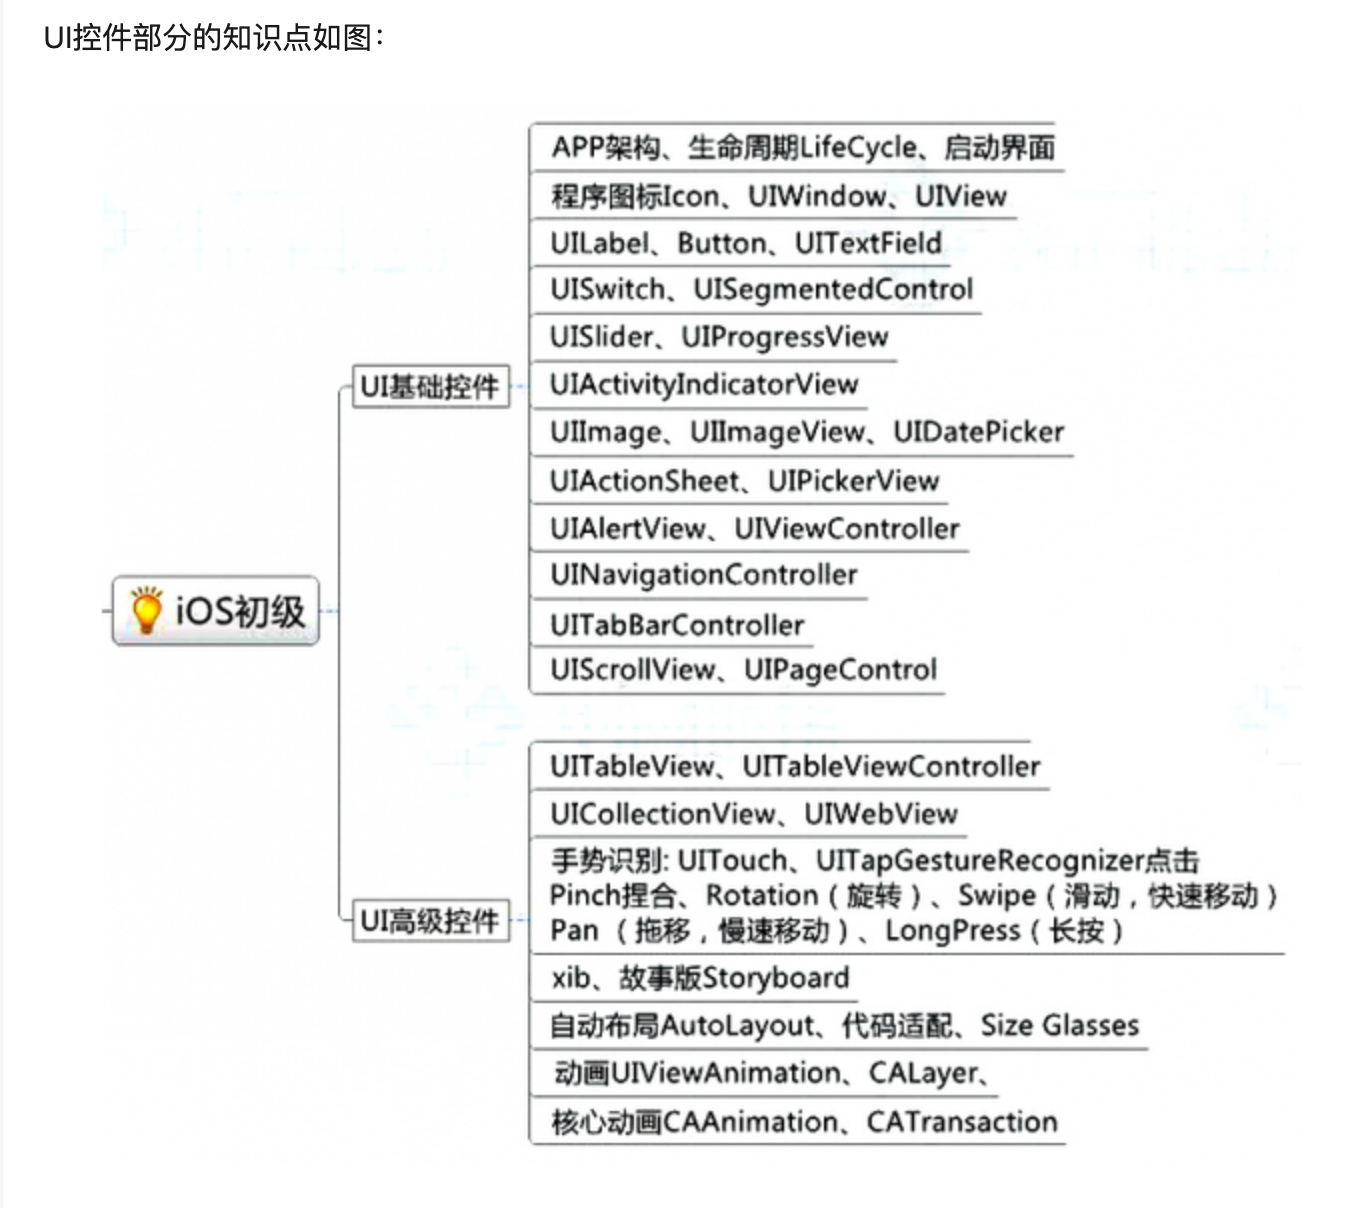 UI控件部分的知识点如图：
APP架构、生命周期LifeCycle、启动界面
程序图标Icon、UIWindow、UIView
UILabel、Button、UITextField
UISwitch、UISegmentedControl
UISlider、UIProgressView
UI基础控件
UIActivityIndicatorView
UIImage、UIImageView、UIDatePicker
UIActionSheet、UIPickerView
UIAlertView、UIViewController
UINavigationController
iOS初级
UITabBarController
UIScrollView、UIPageControl
UITableView、UITableViewController
UICollectionView、UIWebView
手势识别: UITouch、UITapGestureRecognizer点击
Pinch捏合、Rotation（旋转）、Swipe（滑动，快速移动）
UI高级控件
Pan （拖移，慢速移动）、LongPress（长按）
xib、故事版Storyboard
自动布局AutoLayout、代码适配、Size Glasses
动画UIViewAnimation、CALayer、
核心动画CAAnimation、CATransaction